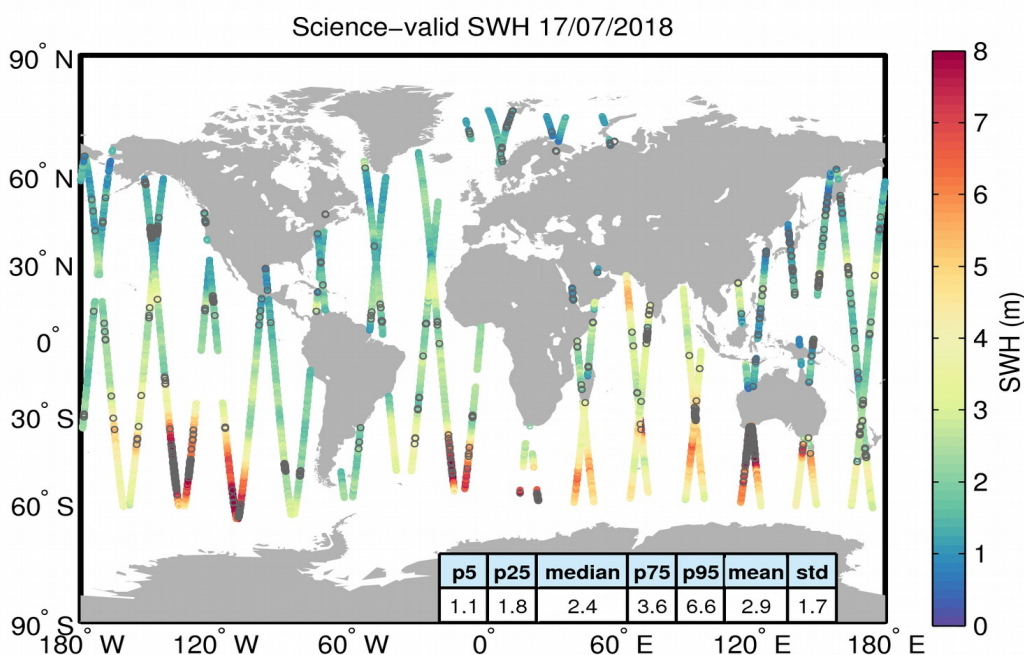 Science−valid SWH 17/07/2018
90° N
60° N
30° N
0°
30° S
60° S
90° S
180° W
120° W
60° W
0°
60° E
120° E
180° E
p5 p25 median p75 p95 mean std
1.1 1.8 2.4 3.6 6.6 2.9 1.7
8
7
6
5
4
3
2
1
0
SWH (m)